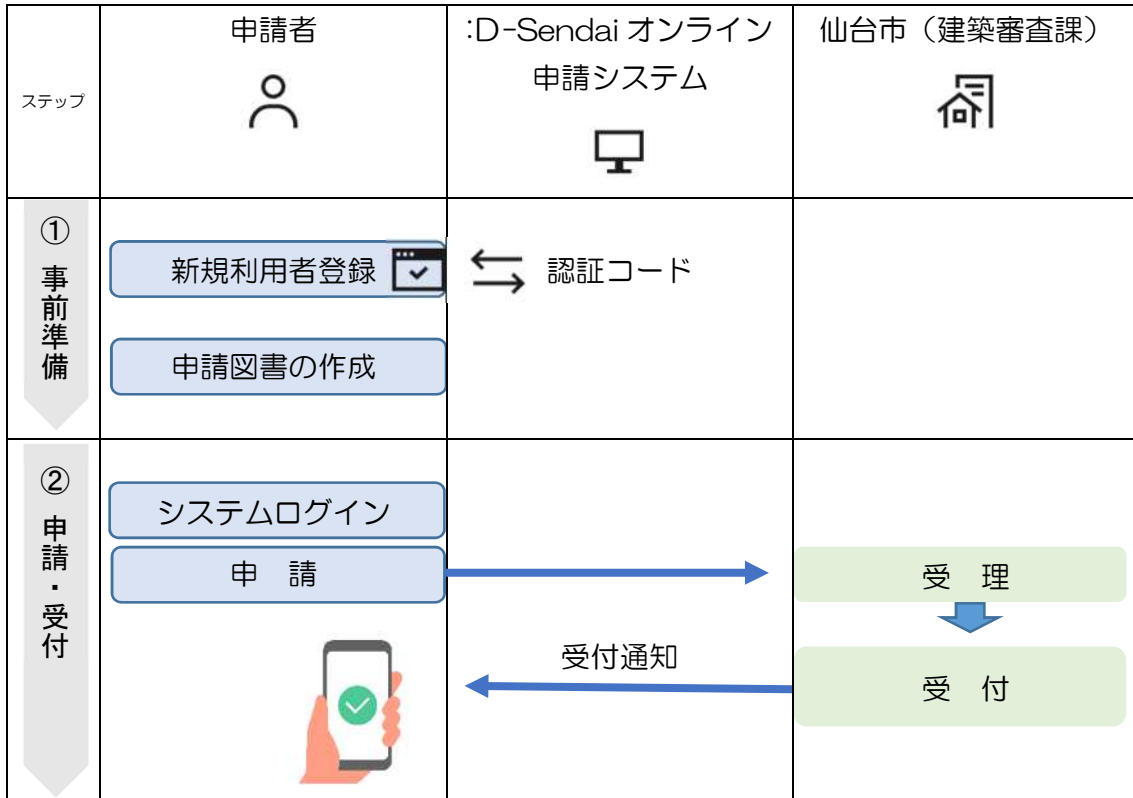 ステップ
申請者
:D-Sendai オンライン
申請システム
仙台市（建築審査課）
①
事前準備
新規利用者登録
認証コード
申請図書の作成
②
申請・受付
システムログイン
申　請
受　理
受付通知
受　付